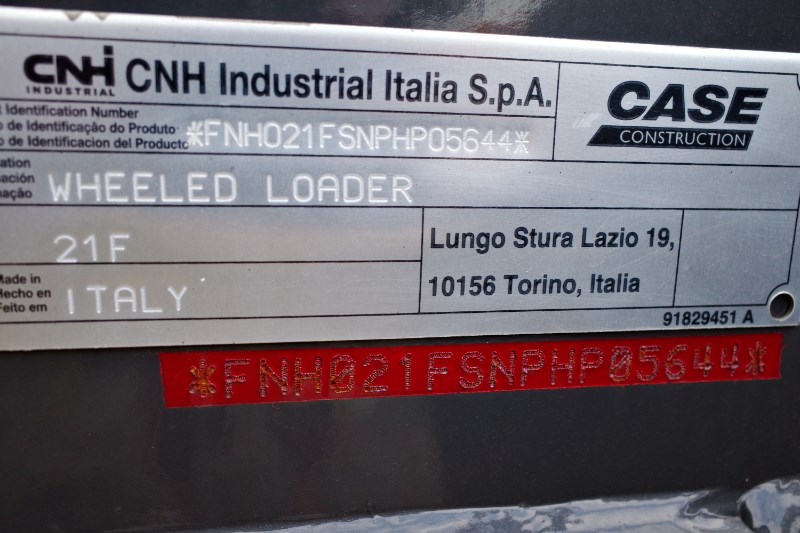 CNH INDUSTRIAL
CNH Industrial Italia S.p.A.
CASE
CONSTRUCTION
Identification Number
de Identificação do Produto
de Identificacion del Producto
*FNH021FSNPHP05644*
WHEELED LOADER
21F
Made in
Hecho en
Feito em
ITALY
Lungo Stura Lazio 19,
10156 Torino, Italia
91829451 A
*FNH021FSNPHP05644*